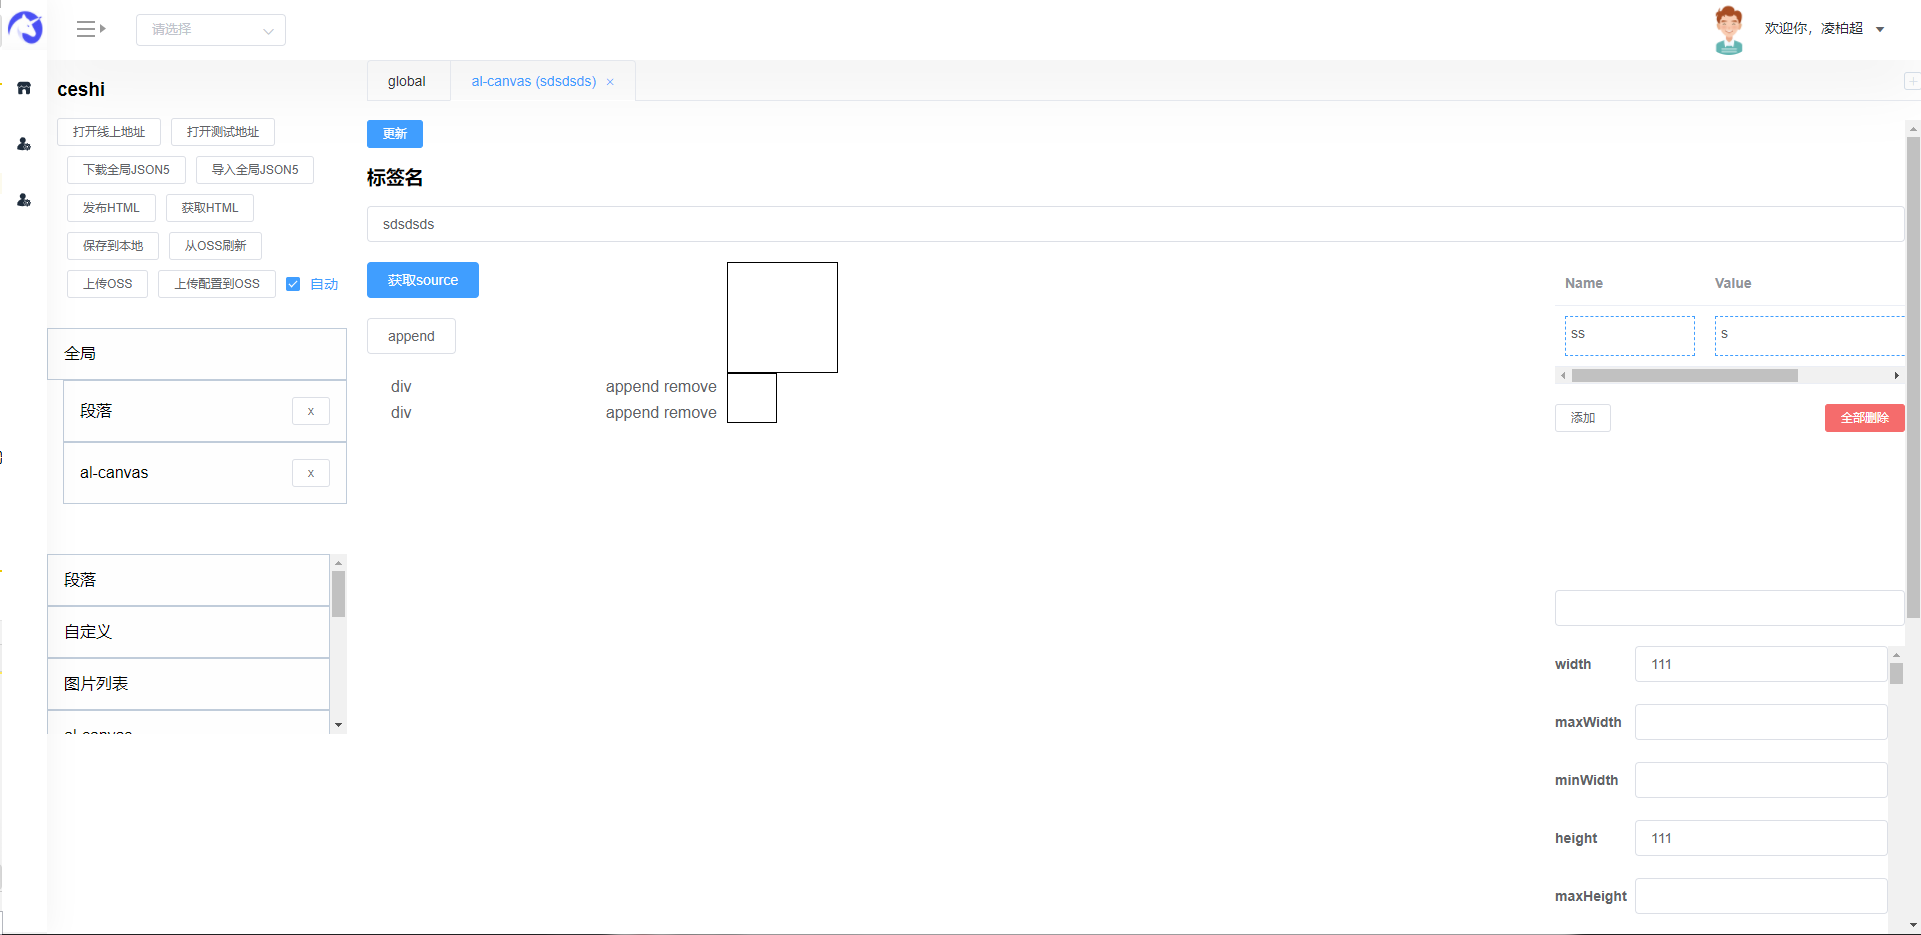 请选择
欢迎你，凌柏超
ceshi
打开线上地址 打开测试地址
下载全局JSON5 导入全局JSON5
发布HTML 获取HTML
保存到本地 从OSS刷新
上传OSS 上传配置到OSS 自动
全局
段落 x
al-canvas x
段落
自定义
图片列表
al-canvas
global al-canvas (sdsdsds) ×
更新
标签名
sdsdsds
获取source
append
div append remove
div append remove
Name Value
ss s
添加 全部删除
width 111
maxWidth
minWidth
height 111
maxHeight